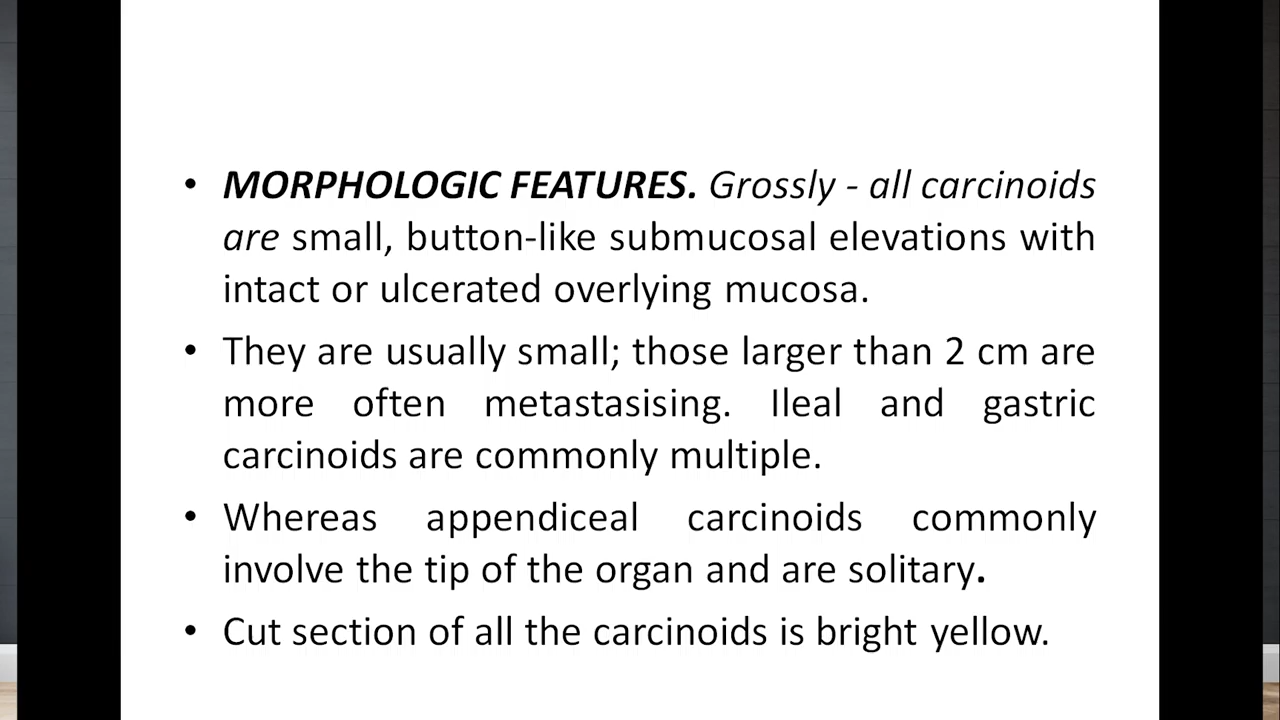 • MORPHOLOGIC FEATURES. Grossly - all carcinoids
are small, button-like submucosal elevations with
intact or ulcerated overlying mucosa.
• They are usually small; those larger than 2 cm are
more often metastasising. Ileal and gastric
carcinoids are commonly multiple.
• Whereas appendiceal carcinoids commonly
involve the tip of the organ and are solitary.
• Cut section of all the carcinoids is bright yellow.